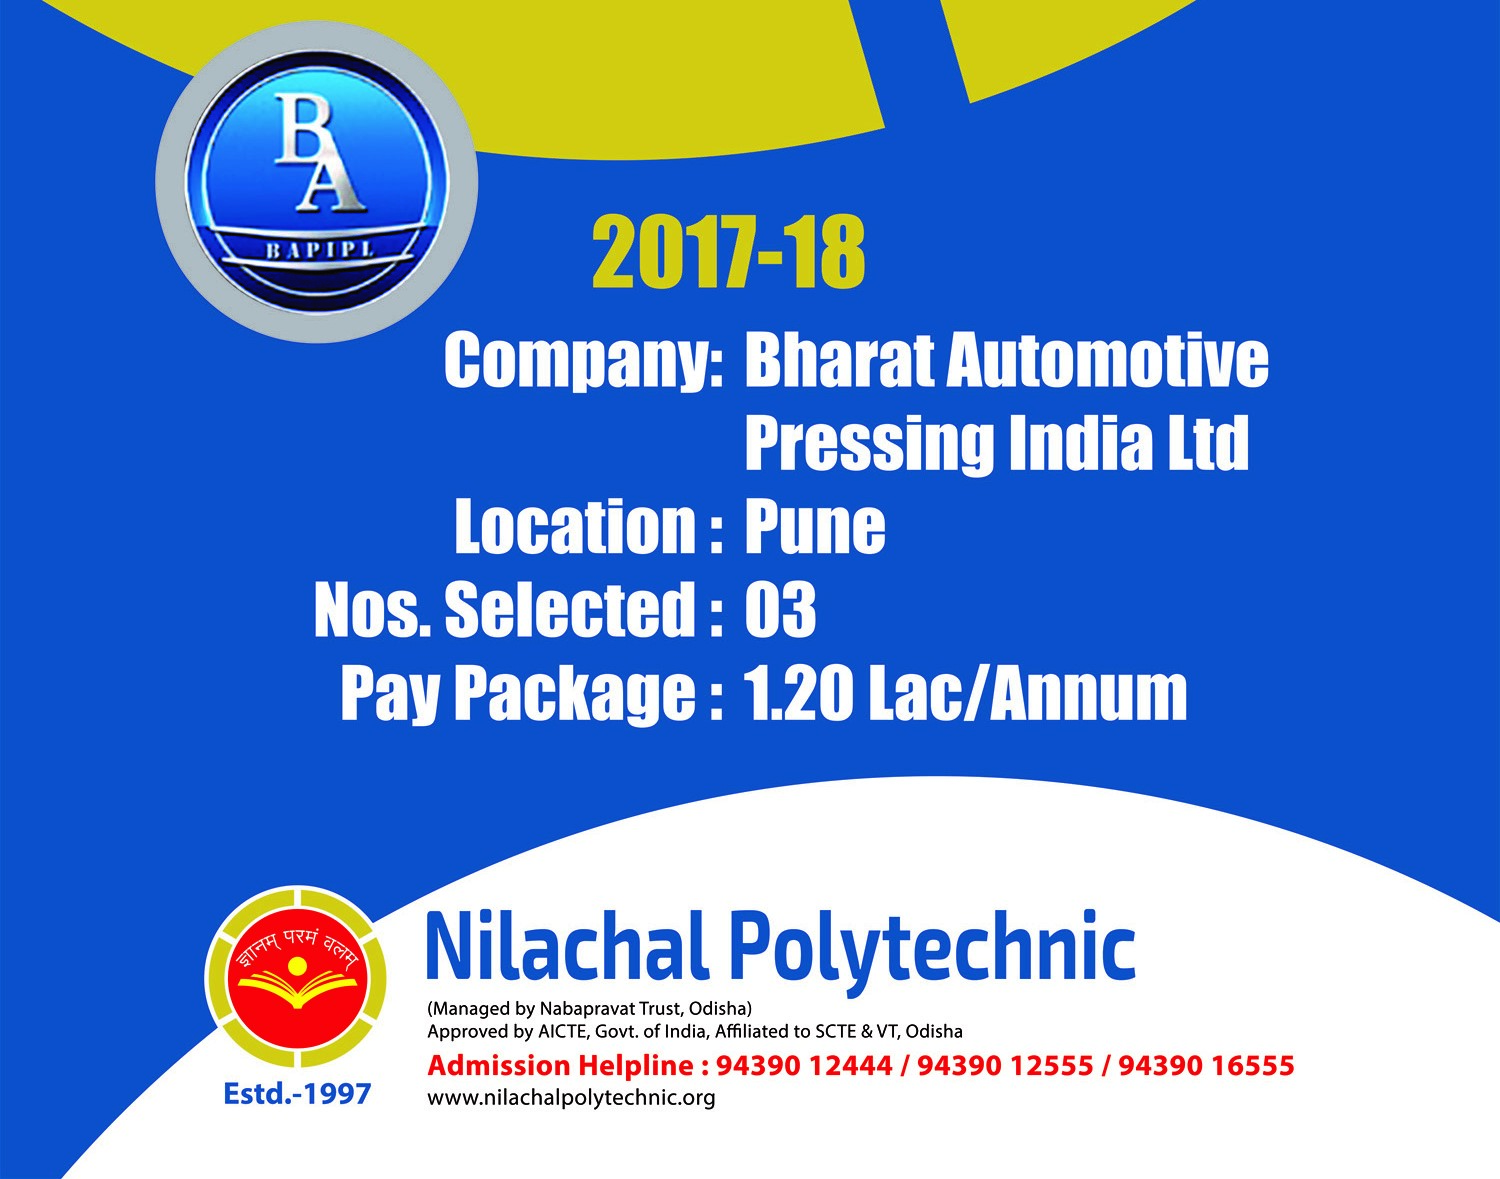 B
A
BAPIPL
2017-18
Company: Bharat Automotive
Pressing India Ltd
Location : Pune
Nos. Selected : 03
Pay Package : 1.20 Lac/Annum
ज्ञानम् परमं वलम्
Estd.-1997
Nilachal Polytechnic
(Managed by Nabapravat Trust, Odisha)
Approved by AICTE, Govt. of India, Affiliated to SCTE & VT, Odisha
Admission Helpline : 94390 12444 / 94390 12555 / 94390 16555
www.nilachalpolytechnic.org